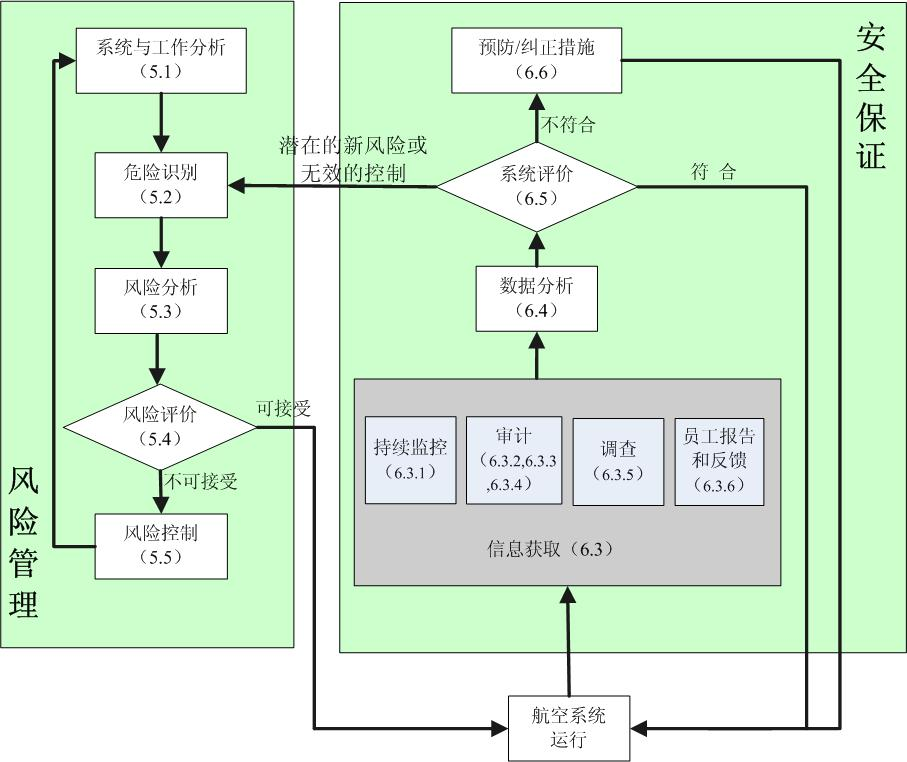 系统与工作分析
（5.1）
危险识别
（5.2）
风险分析
（5.3）
风险评价
（5.4）
可接受
不可接受
风险控制
（5.5）
风险管理
潜在的新风险或
无效的控制
预防/纠正措施
（6.6）
不符合
系统评价
（6.5）
符 合
数据分析
（6.4）
持续监控
（6.3.1）
审计
（6.3.2,6.3.3
,6.3.4）
调查
（6.3.5）
员工报告
和反馈
（6.3.6）
信息获取（6.3）
安全保证
航空系统
运行